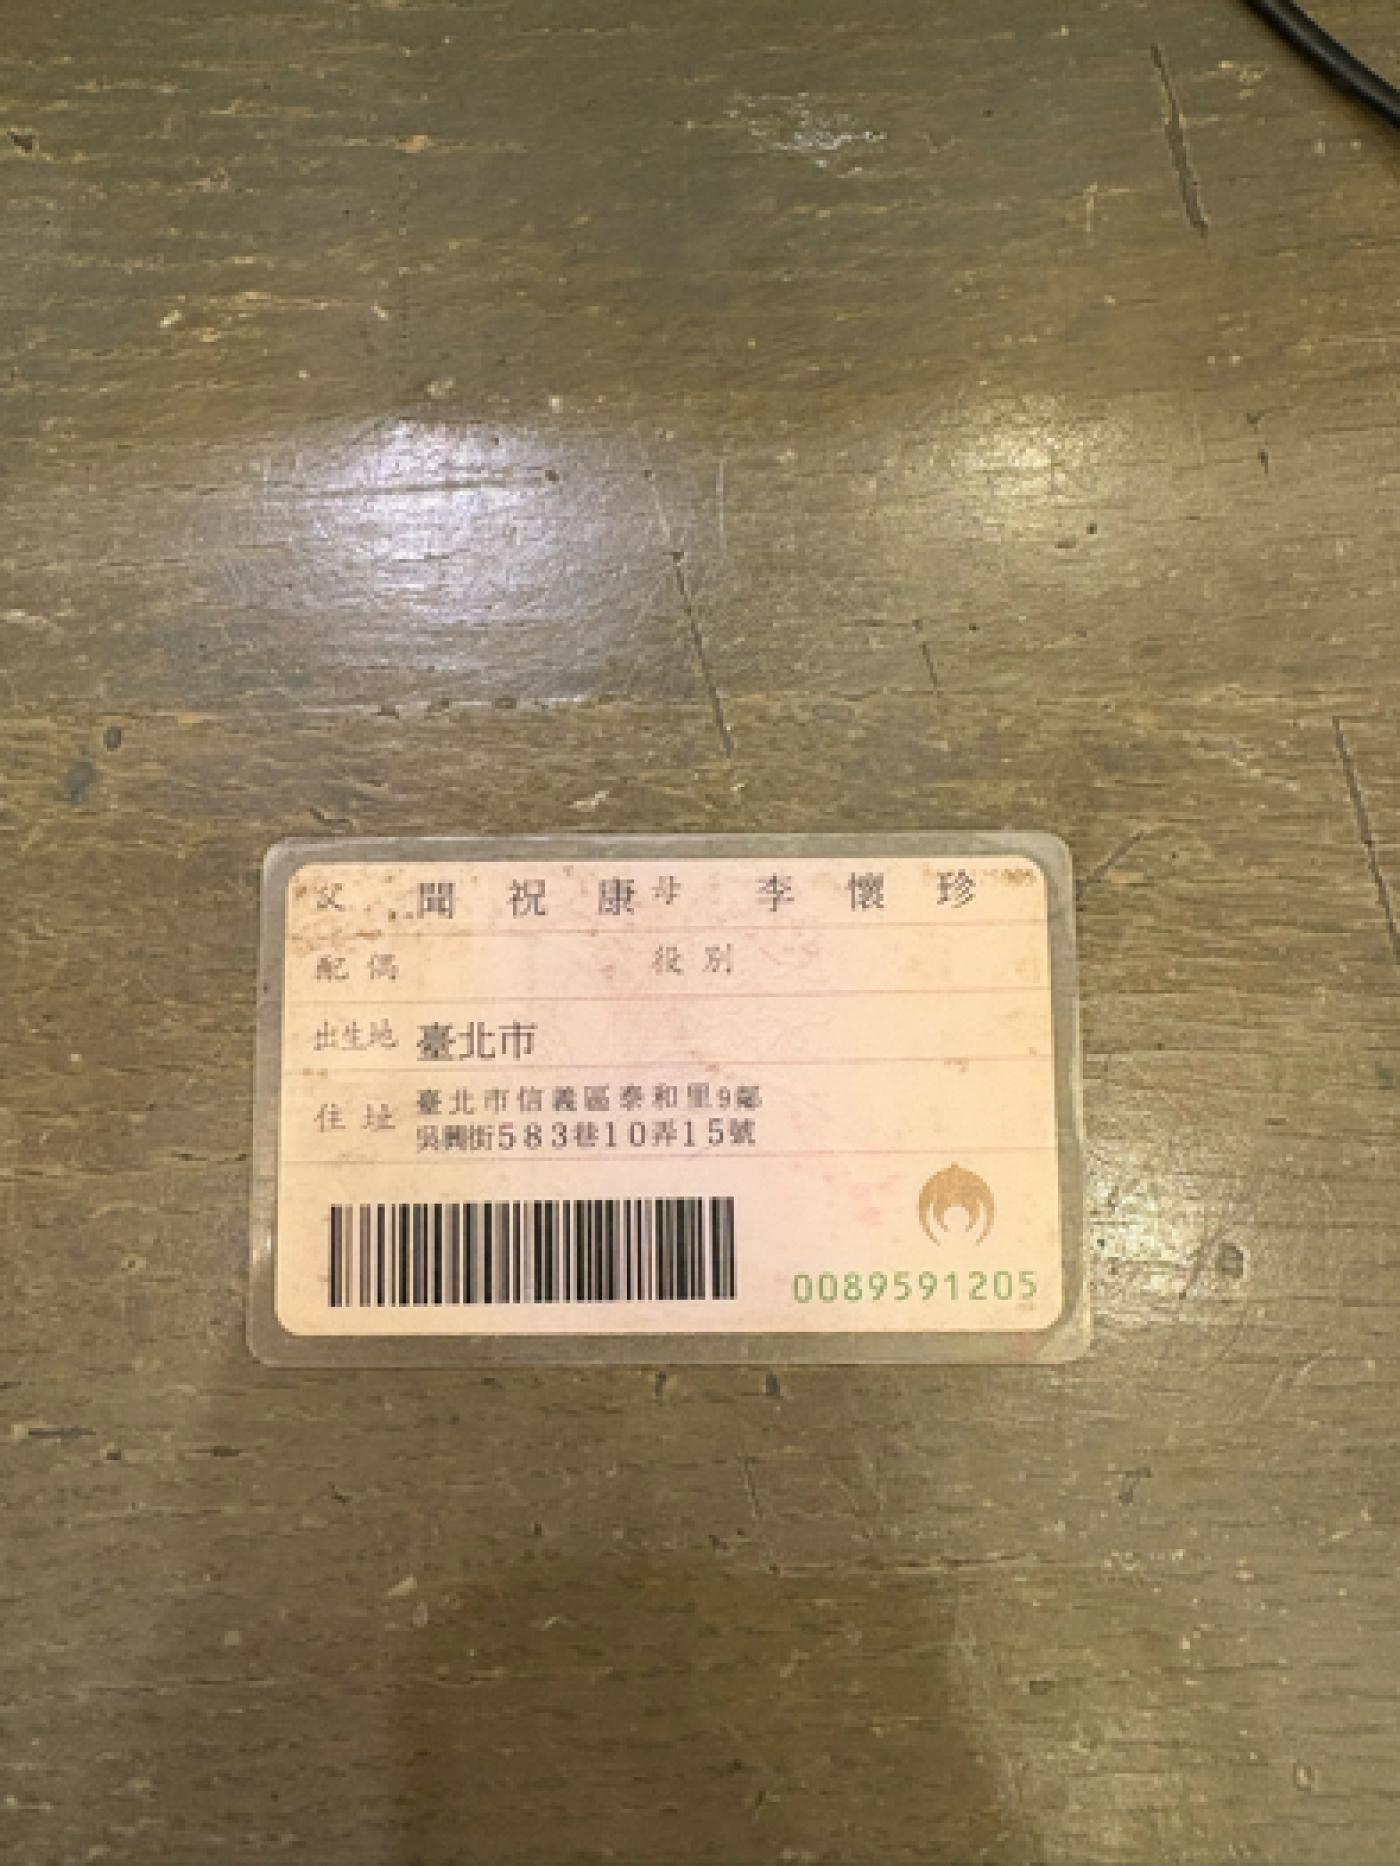 父 聞祝康 母 李懷珍
配偶 役別
出生地 臺北市
住址 臺北市信義區泰和里9鄰
吳興街583巷10弄15號
0089591205